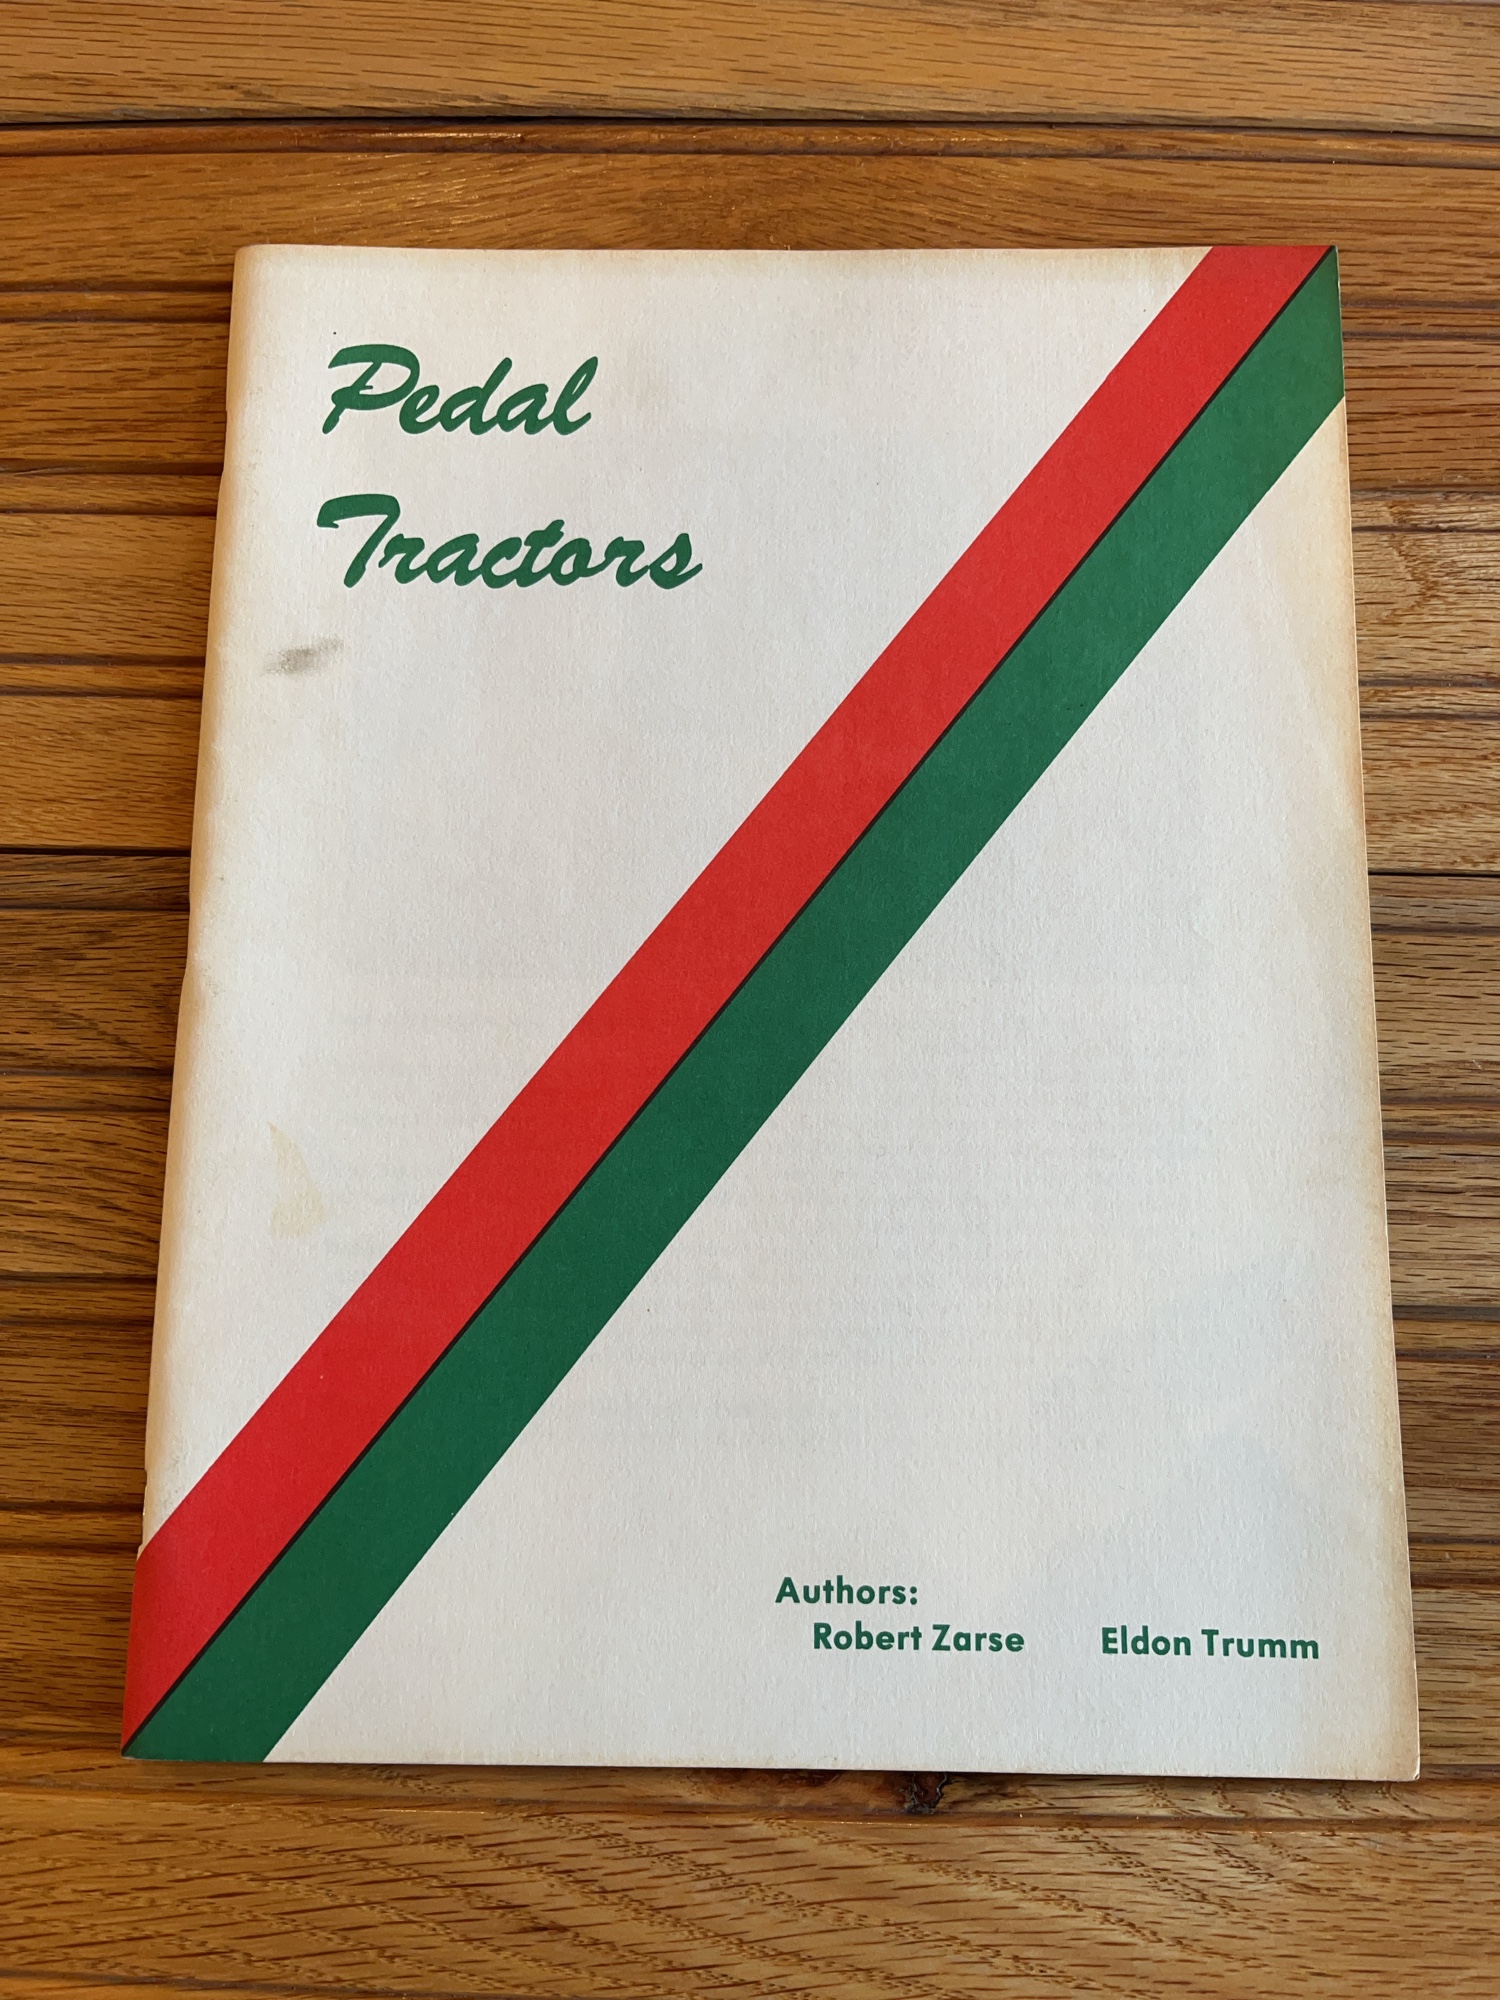 Pedal
Tractors
Authors:
Robert Zarse Eldon Trumm